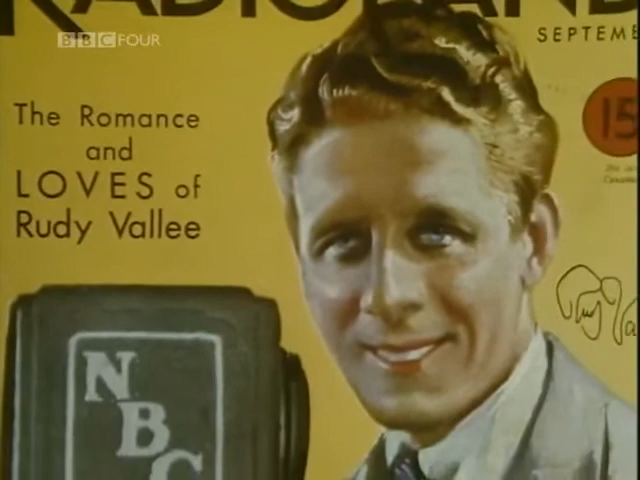 RADIOLAND
BBC FOUR
SEPTEM
15
The Romance
and
LOVES of
Rudy Vallee
NBC